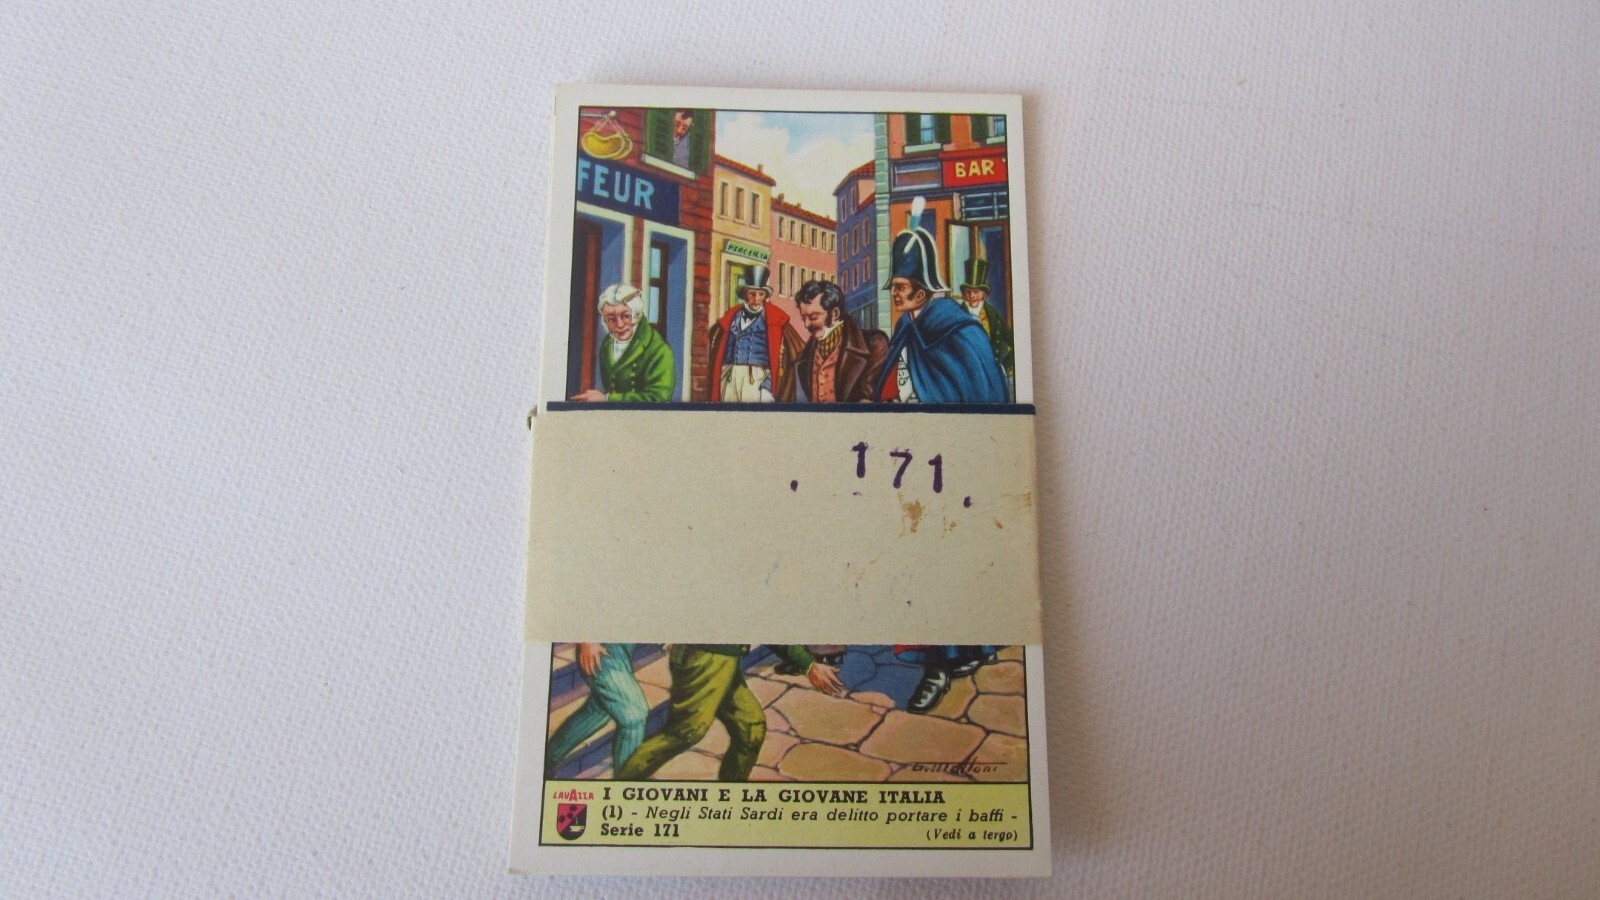 FEUR
BAR
MERCERIA
. 171.
LAVAZZA
I GIOVANI E LA GIOVANE ITALIA
(1) - Negli Stati Sardi era delitto portare i baffi -
Serie 171
(Vedi a tergo)